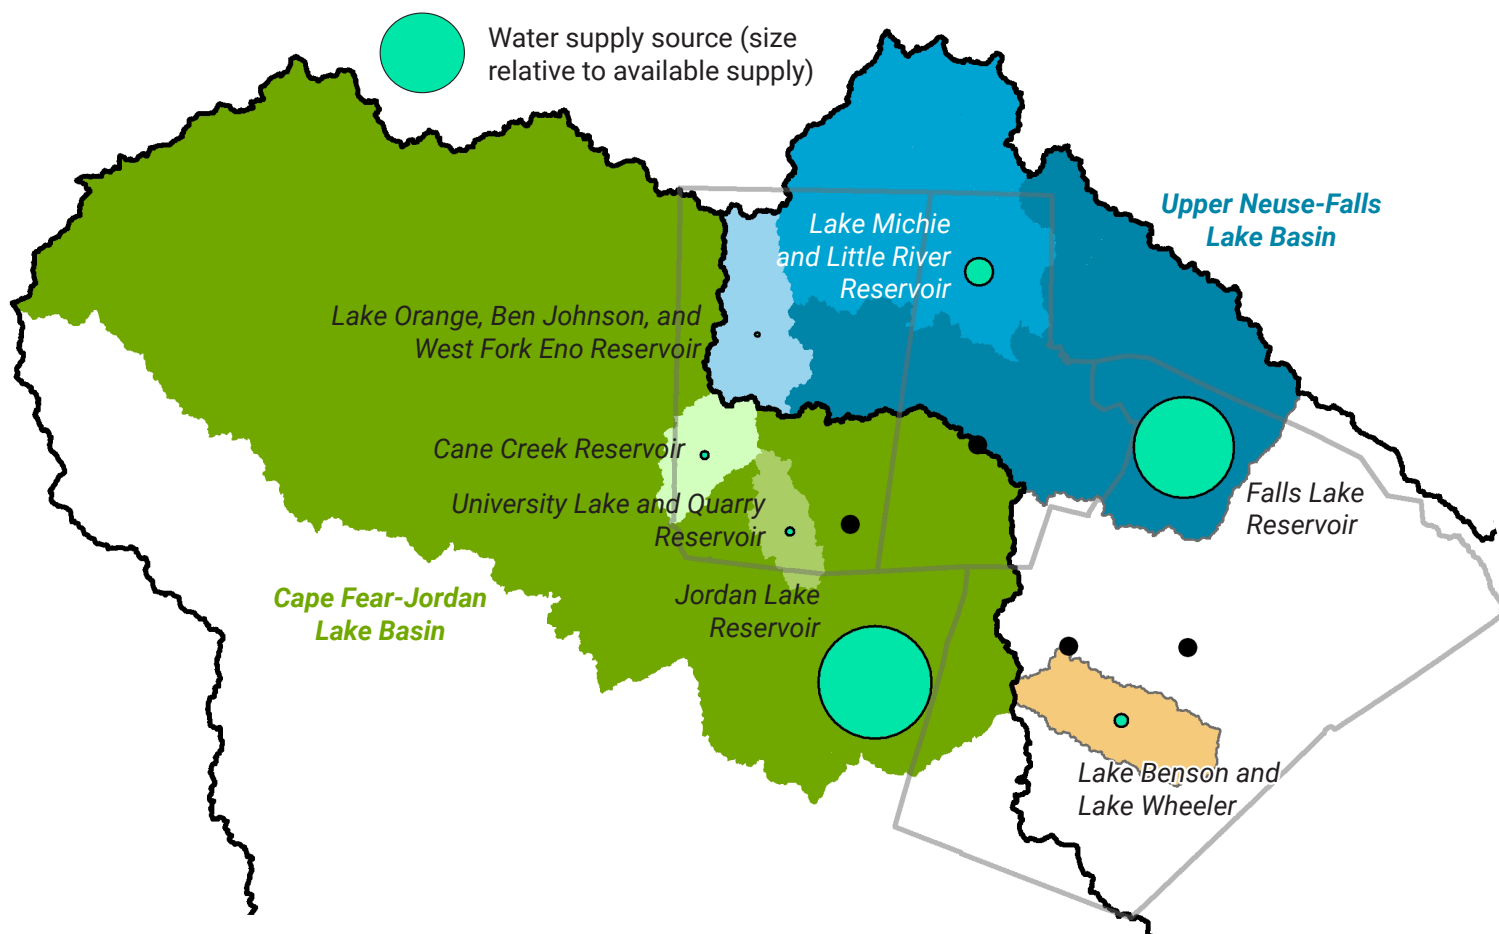 Water supply source (size
relative to available supply)
Upper Neuse-Falls
Lake Basin
Lake Michie
and Little River
Reservoir
Lake Orange, Ben Johnson, and
West Fork Eno Reservoir
Cane Creek Reservoir
University Lake and Quarry
Reservoir
Falls Lake
Reservoir
Cape Fear-Jordan
Lake Basin
Jordan Lake
Reservoir
Lake Benson and
Lake Wheeler